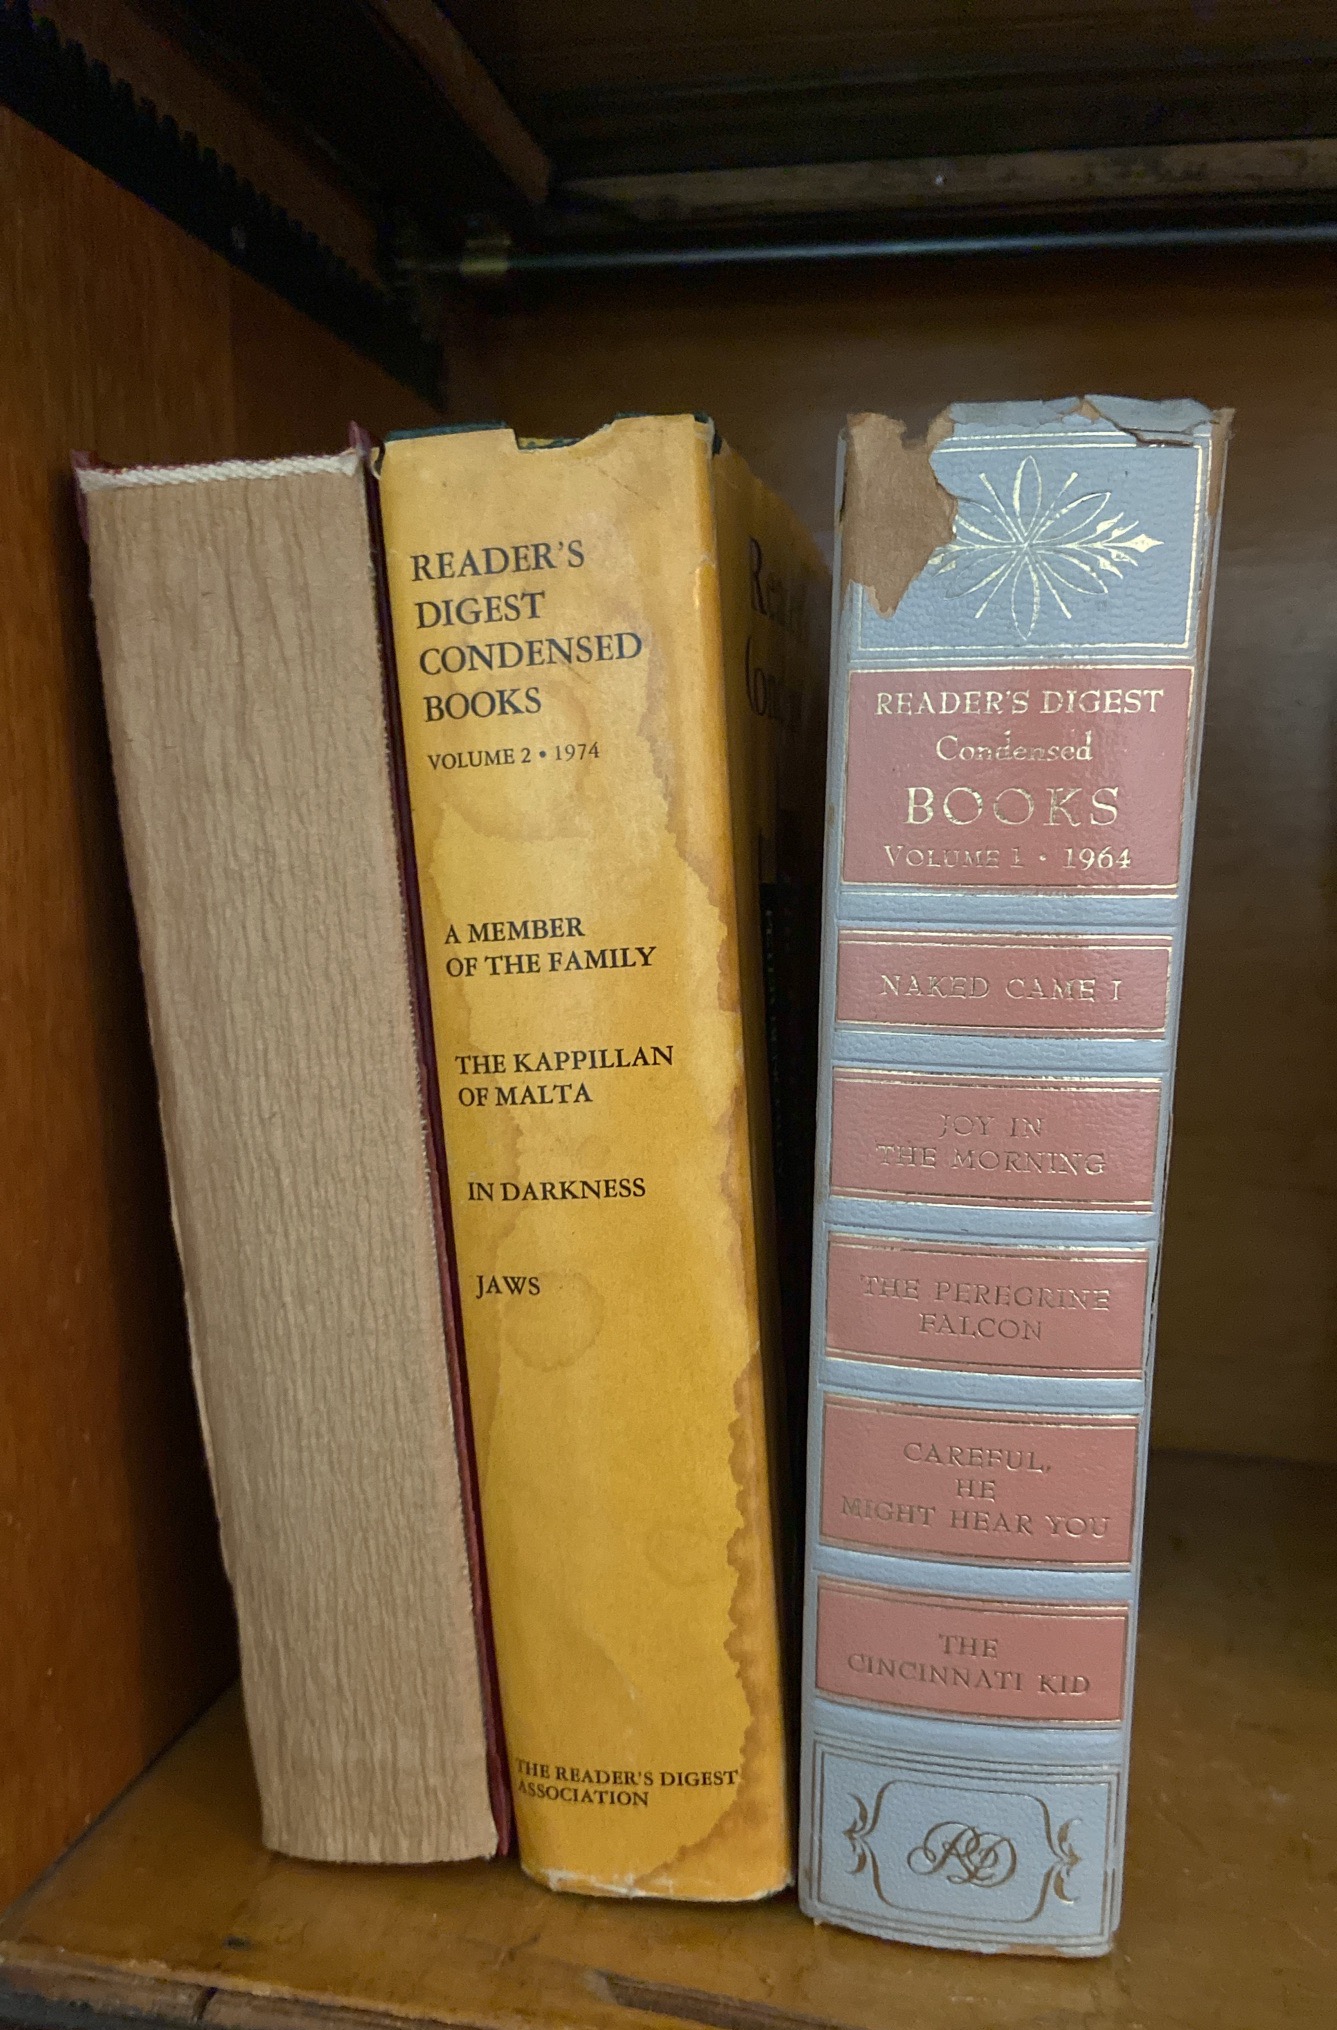 READER'S
DIGEST
CONDENSED
BOOKS
VOLUME 2 • 1974
A MEMBER
OF THE FAMILY
THE KAPPILLAN
OF MALTA
IN DARKNESS
JAWS
THE READER'S DIGEST
ASSOCIATION
READER'S DIGEST
Condensed
BOOKS
VOLUME 1 • 1964
NAKED CAME I
JOY IN
THE MORNING
THE PEREGRINE
FALCON
CAREFUL,
HE
MIGHT HEAR YOU
THE
CINCINNATI KID
RD